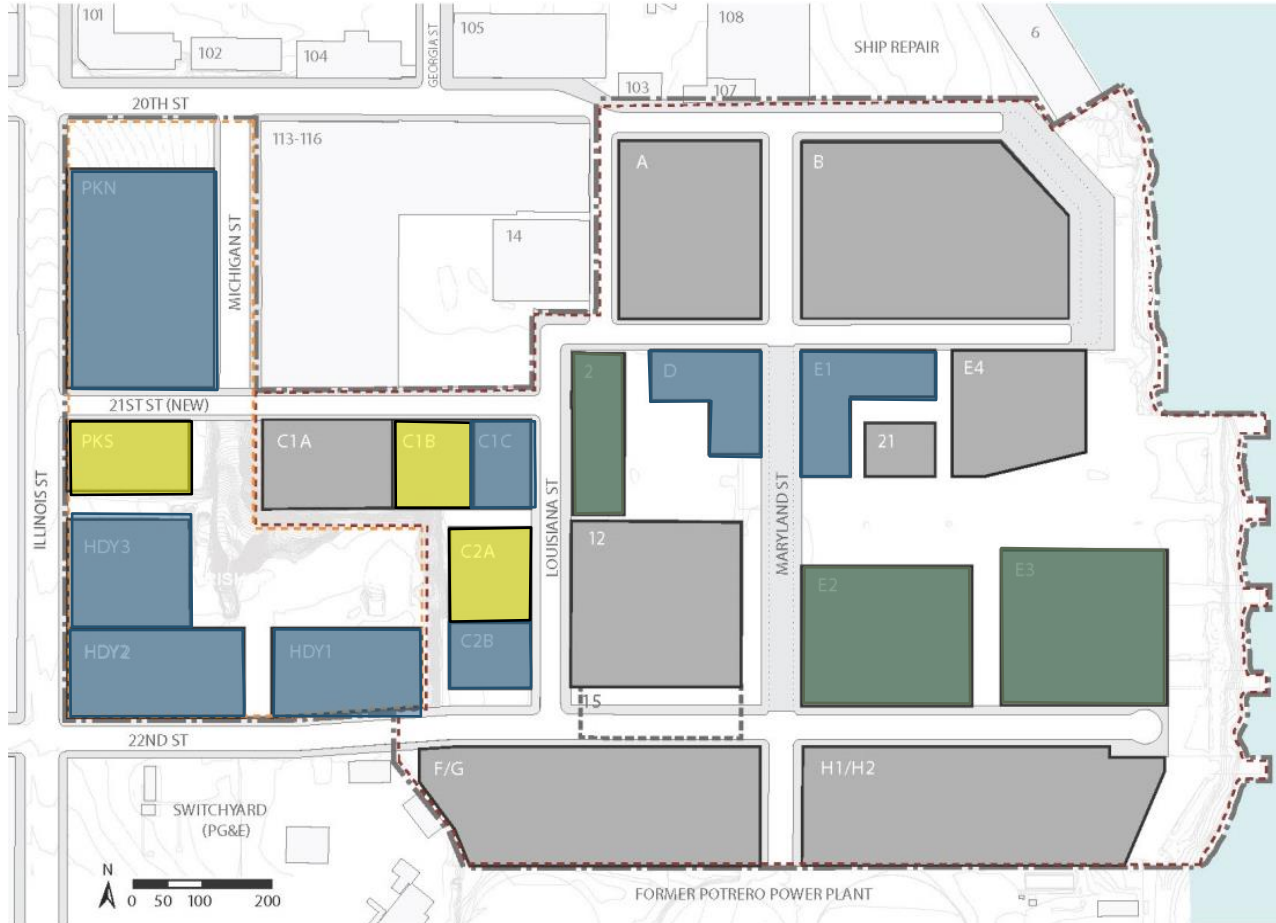 101
102
104
GEORGIA ST
105
103
108
107
SHIP REPAIR
6
20TH ST
113-116
14
PKN
MICHIGAN ST
A
B
21ST ST (NEW)
PKS
C1A
C1B
C1C
2
D
E1
E4
21
ILLINOIS ST
HDY3
C2A
LOUISIANA ST
12
MARYLAND ST
E2
E3
HDY2
HDY1
C2B
15
22ND ST
F/G
H1/H2
SWITCHYARD
(PG&E)
N
0 50 100 200
FORMER POTRERO POWER PLANT